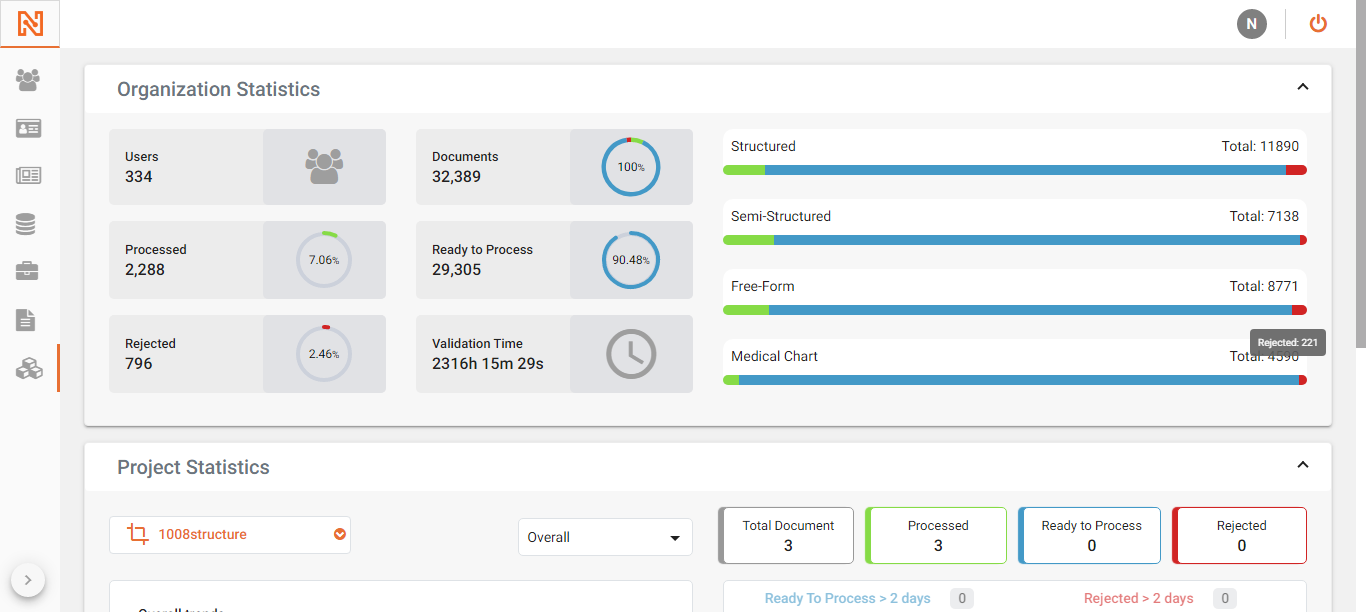 N
Organization Statistics
Users
334
Documents
32,389
100%
Structured
Total: 11890
Processed
2,288
7.06%
Ready to Process
29,305
90.48%
Semi-Structured
Total: 7138
Free-Form
Total: 8771
Rejected
796
2.46%
Validation Time
2316h 15m 29s
Rejected: 221
Medical Chart
Total: 4590
Project Statistics
1008structure
Overall
Total Document
3
Processed
3
Ready to Process
0
Rejected
0
Overall trends
Ready To Process > 2 days 0
Rejected > 2 days 0